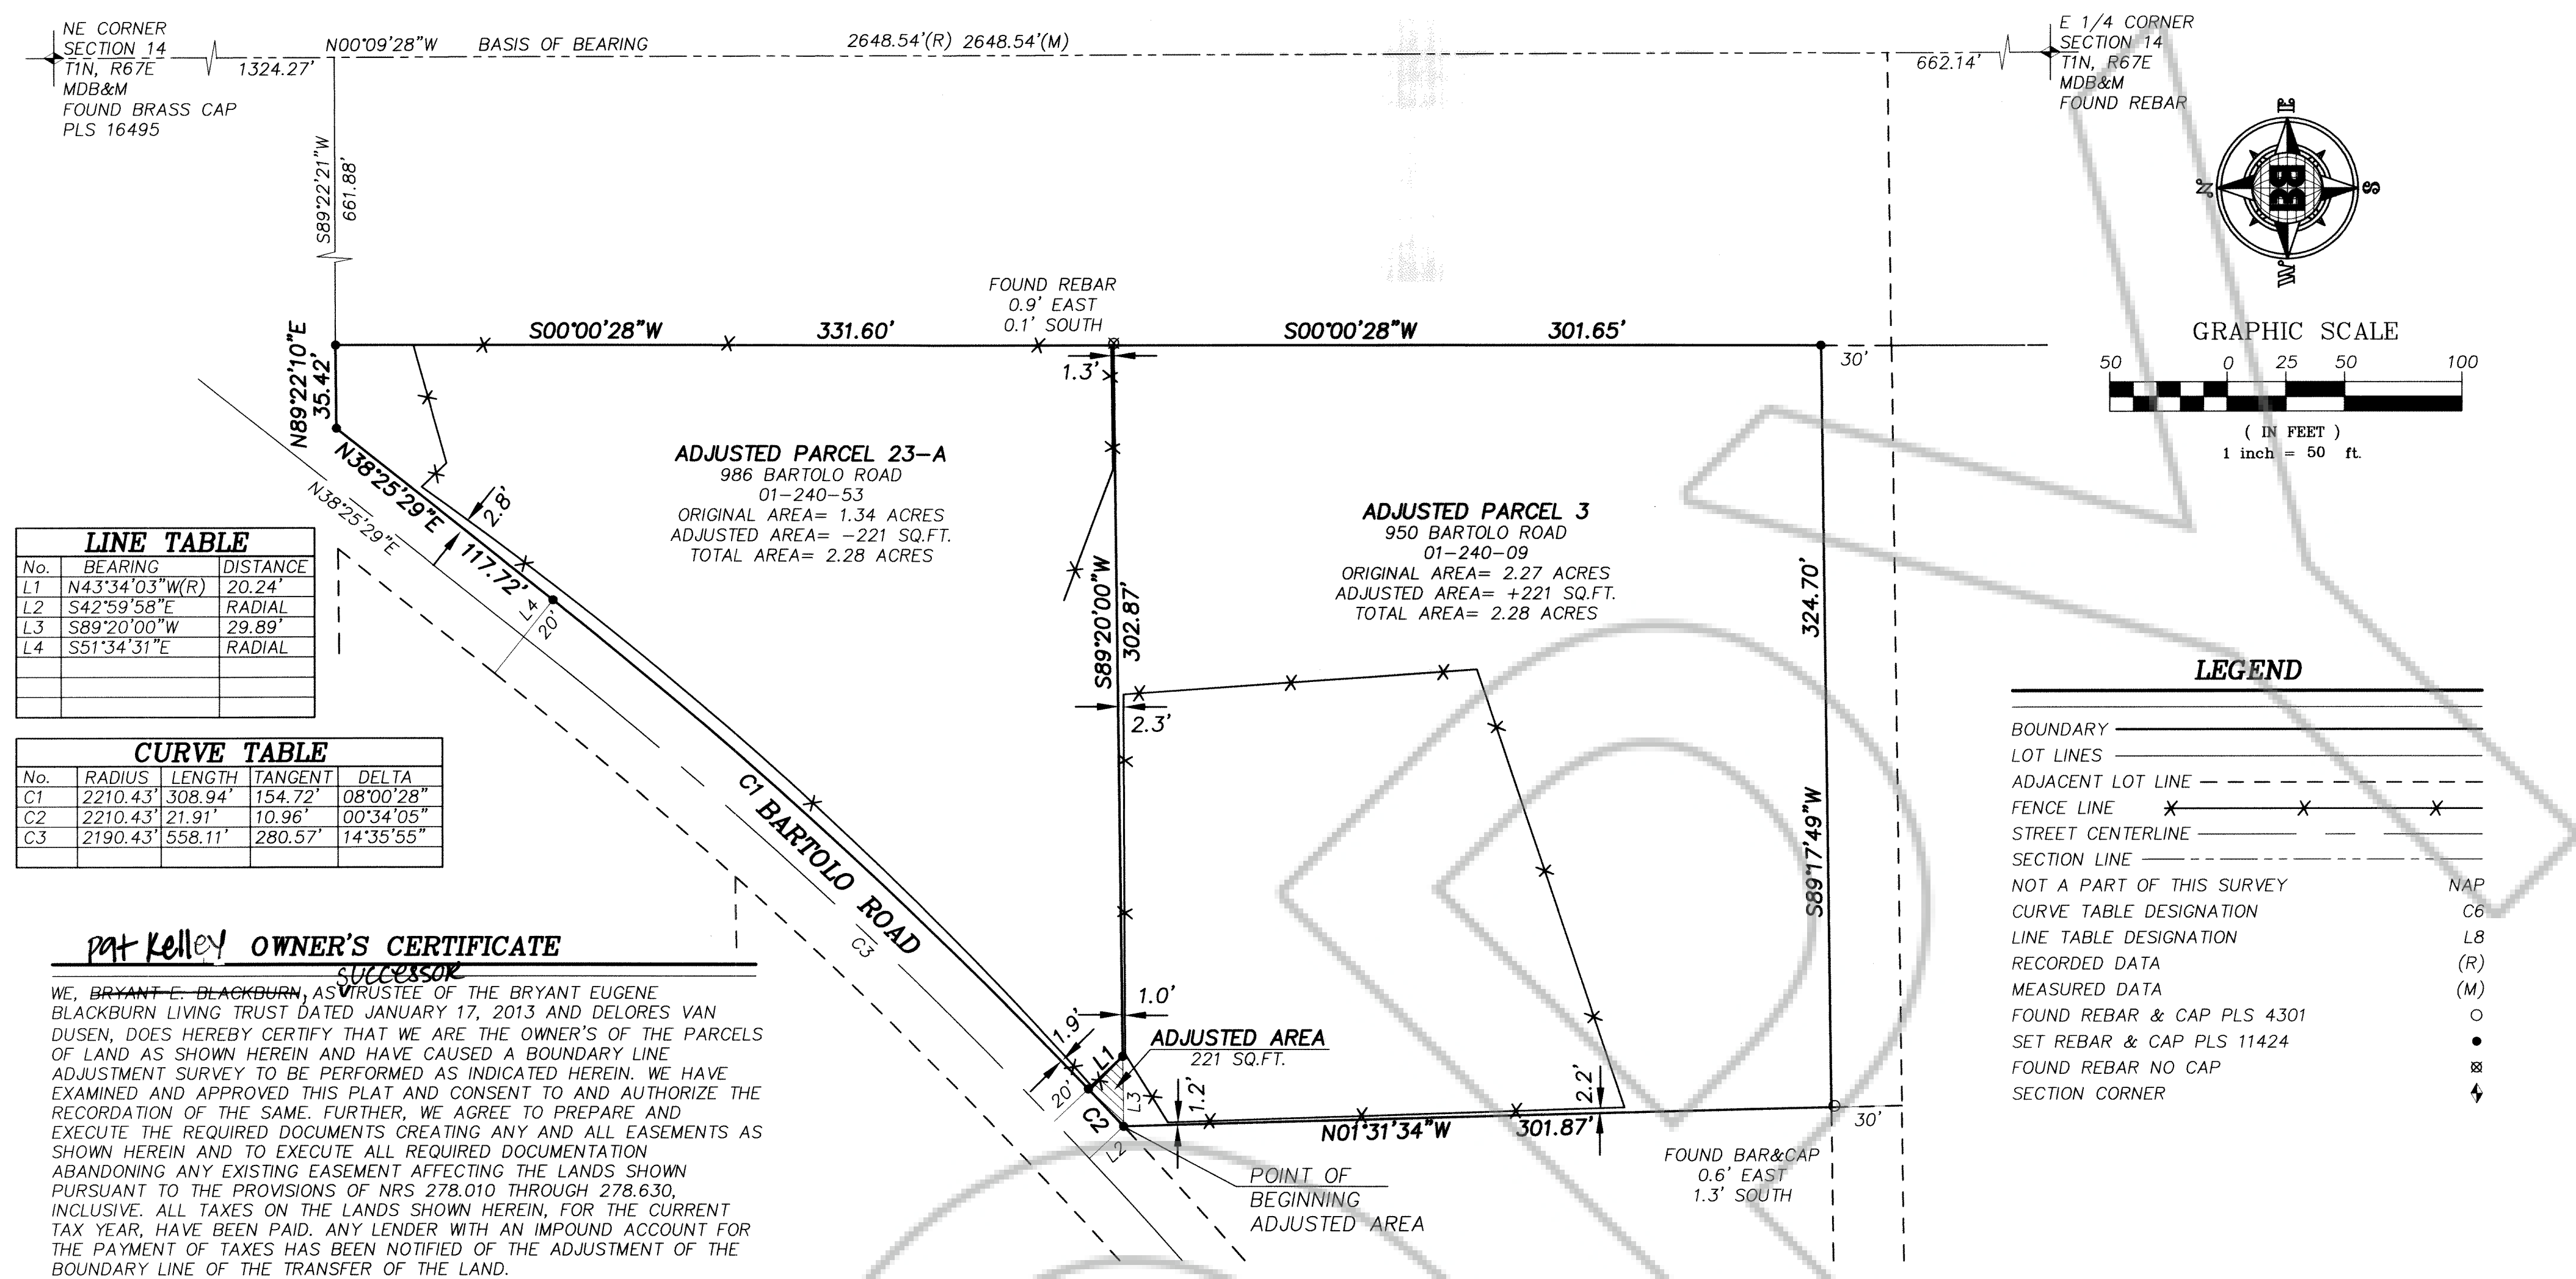 NE CORNER
SECTION 14
T1N, R67E
MDB&M
FOUND BRASS CAP
PLS 16495
N00°09'28"W BASIS OF BEARING 2648.54'(R) 2648.54'(M)
1324.27'
662.14'
E 1/4 CORNER
SECTION 14
T1N, R67E
MDB&M
FOUND REBAR
E
N
S
W
BB
S89°22'21"W
661.88'
GRAPHIC SCALE
50 0 25 50 100
( IN FEET )
1 inch = 50 ft.
FOUND REBAR
0.9' EAST
0.1' SOUTH
S00°00'28"W 331.60'
S00°00'28"W 301.65'
30'
1.3'
N89°22'10"E
35.42'
N38°25'29"E 117.72'
N38°25'29"E
2.8'
L4
20'
ADJUSTED PARCEL 23-A
986 BARTOLO ROAD
01-240-53
ORIGINAL AREA= 1.34 ACRES
ADJUSTED AREA= -221 SQ.FT.
TOTAL AREA= 2.28 ACRES
ADJUSTED PARCEL 3
950 BARTOLO ROAD
01-240-09
ORIGINAL AREA= 2.27 ACRES
ADJUSTED AREA= +221 SQ.FT.
TOTAL AREA= 2.28 ACRES
S89°20'00"W
302.87'
2.3'
324.70'
S89°17'49"W
LINE TABLE
No. BEARING DISTANCE
L1 N43°34'03"W(R) 20.24'
L2 S42°59'58"E RADIAL
L3 S89°20'00"W 29.89'
L4 S51°34'31"E RADIAL
CURVE TABLE
No. RADIUS LENGTH TANGENT DELTA
C1 2210.43' 308.94' 154.72' 08°00'28"
C2 2210.43' 21.91' 10.96' 00°34'05"
C3 2190.43' 558.11' 280.57' 14°35'55"
C1 BARTOLO ROAD
C3
1.0'
1.9'
L1
ADJUSTED AREA
221 SQ.FT.
20'
C2
L2
L3
1.2'
2.2'
N01°31'34"W 301.87'
30'
FOUND BAR&CAP
0.6' EAST
1.3' SOUTH
POINT OF
BEGINNING
ADJUSTED AREA
LEGEND
BOUNDARY
LOT LINES
ADJACENT LOT LINE
FENCE LINE
STREET CENTERLINE
SECTION LINE
NOT A PART OF THIS SURVEY NAP
CURVE TABLE DESIGNATION C6
LINE TABLE DESIGNATION L8
RECORDED DATA (R)
MEASURED DATA (M)
FOUND REBAR & CAP PLS 4301
SET REBAR & CAP PLS 11424
FOUND REBAR NO CAP
SECTION CORNER
Pat Kelley OWNER'S CERTIFICATE
successor
WE, BRYANT E. BLACKBURN, AS TRUSTEE OF THE BRYANT EUGENE
BLACKBURN LIVING TRUST DATED JANUARY 17, 2013 AND DELORES VAN
DUSEN, DOES HEREBY CERTIFY THAT WE ARE THE OWNER'S OF THE PARCELS
OF LAND AS SHOWN HEREIN AND HAVE CAUSED A BOUNDARY LINE
ADJUSTMENT SURVEY TO BE PERFORMED AS INDICATED HEREIN. WE HAVE
EXAMINED AND APPROVED THIS PLAT AND CONSENT TO AND AUTHORIZE THE
RECORDATION OF THE SAME. FURTHER, WE AGREE TO PREPARE AND
EXECUTE THE REQUIRED DOCUMENTS CREATING ANY AND ALL EASEMENTS AS
SHOWN HEREIN AND TO EXECUTE ALL REQUIRED DOCUMENTATION
ABANDONING ANY EXISTING EASEMENT AFFECTING THE LANDS SHOWN
PURSUANT TO THE PROVISIONS OF NRS 278.010 THROUGH 278.630,
INCLUSIVE. ALL TAXES ON THE LANDS SHOWN HEREIN, FOR THE CURRENT
TAX YEAR, HAVE BEEN PAID. ANY LENDER WITH AN IMPOUND ACCOUNT FOR
THE PAYMENT OF TAXES HAS BEEN NOTIFIED OF THE ADJUSTMENT OF THE
BOUNDARY LINE OF THE TRANSFER OF THE LAND.